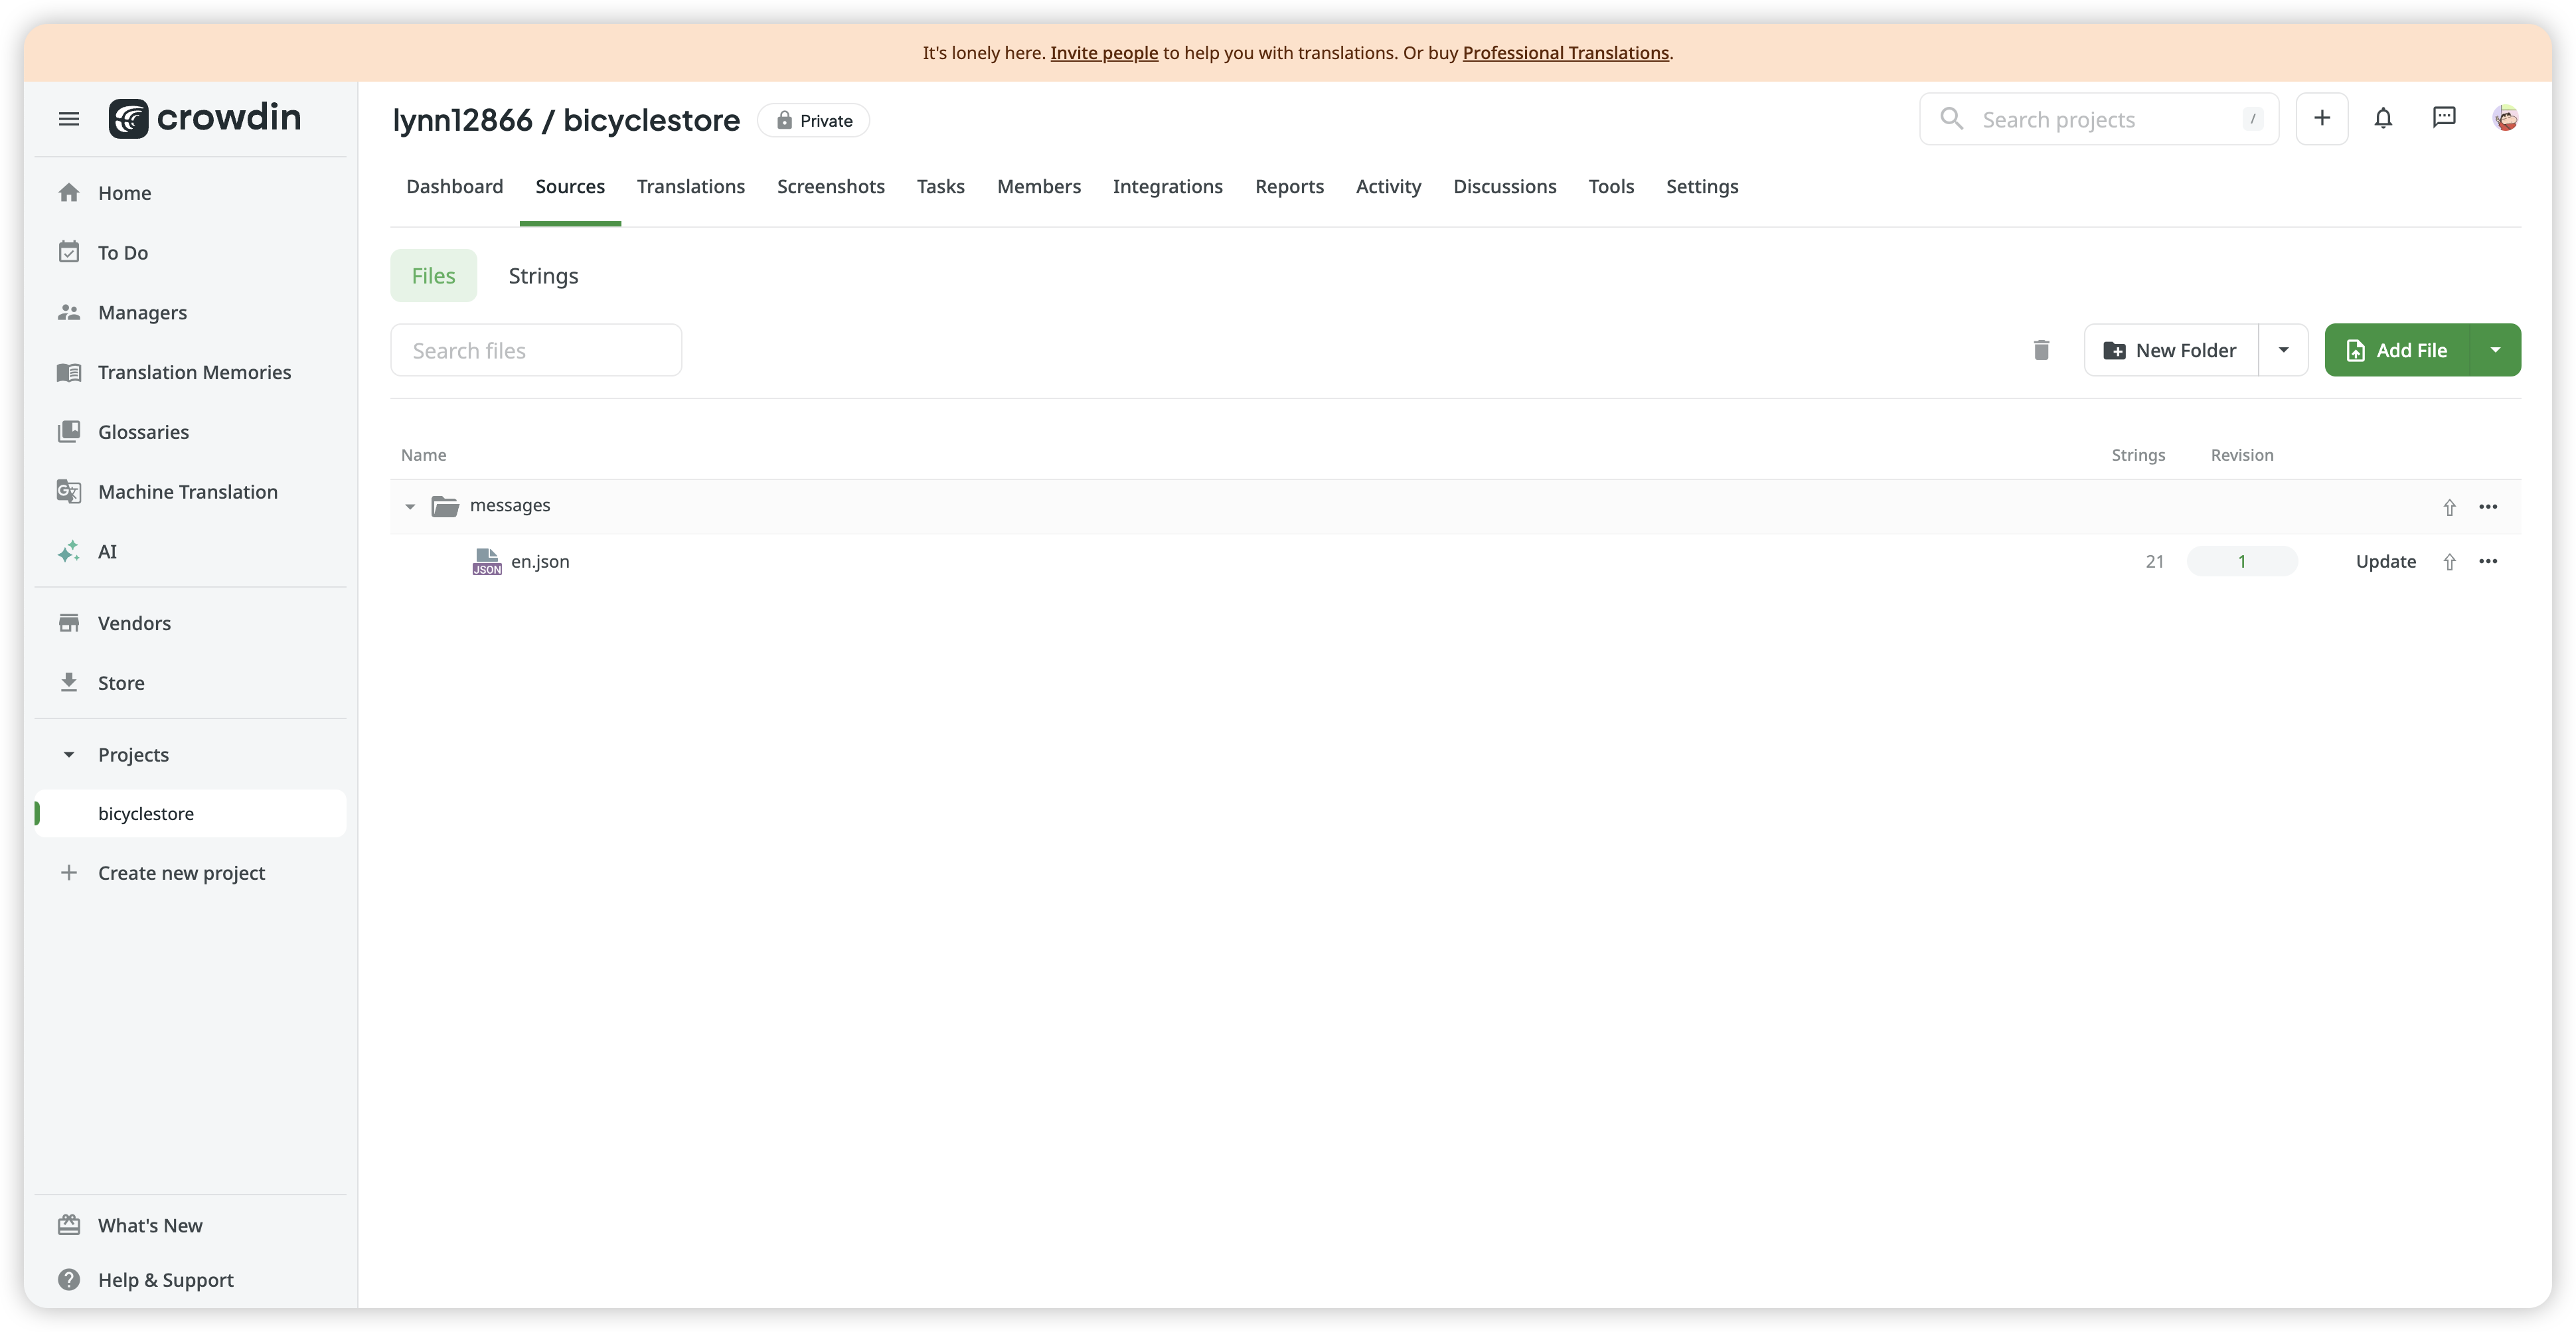 It's lonely here. Invite people to help you with translations. Or buy Professional Translations.
crowdin
lynn12866 / bicyclestore
Private
Search projects
/
Home
To Do
Managers
Translation Memories
Glossaries
Machine Translation
AI
Vendors
Store
Projects
bicyclestore
Create new project
What's New
Help & Support
Dashboard Sources Translations Screenshots Tasks Members Integrations Reports Activity Discussions Tools Settings
Files Strings
Search files
New Folder
Add File
Name Strings Revision
messages
JSON en.json 21 1 Update